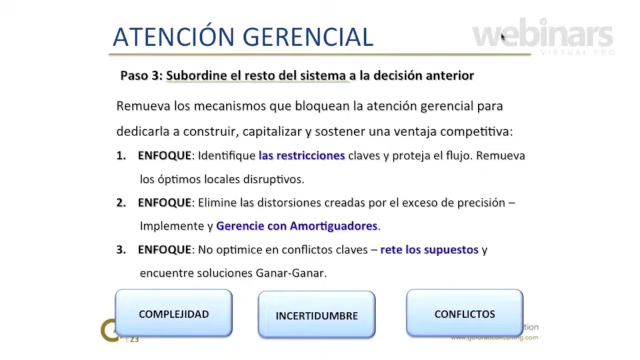 ATENCIÓN GERENCIAL
webinars
VIRTUAL PRO
Paso 3: Subordine el resto del sistema a la decisión anterior
Remueva los mecanismos que bloquean la atención gerencial para
dedicarla a construir, capitalizar y sostener una ventaja competitiva:
1. ENFOQUE: Identifique las restricciones claves y proteja el flujo. Remueva
los óptimos locales disruptivos.
2. ENFOQUE: Elimine las distorsiones creadas por el exceso de precisión –
Implemente y Gerencie con Amortiguadores.
3. ENFOQUE: No optimice en conflictos claves – rete los supuestos y
encuentre soluciones Ganar-Ganar.
COMPLEJIDAD
INCERTIDUMBRE
CONFLICTOS
| 23